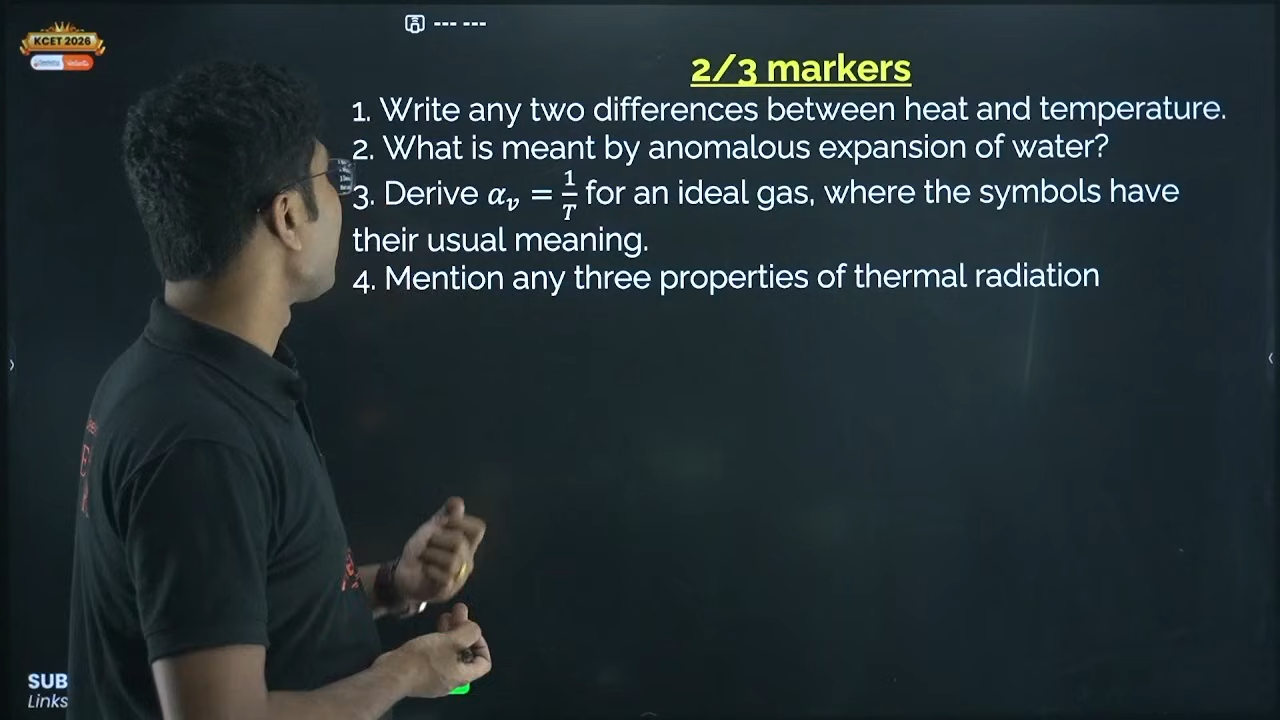 KCET 2026
2/3 markers
1. Write any two differences between heat and temperature.
2. What is meant by anomalous expansion of water?
3. Derive αᵥ = 1/T for an ideal gas, where the symbols have
their usual meaning.
4. Mention any three properties of thermal radiation
SUB
Links